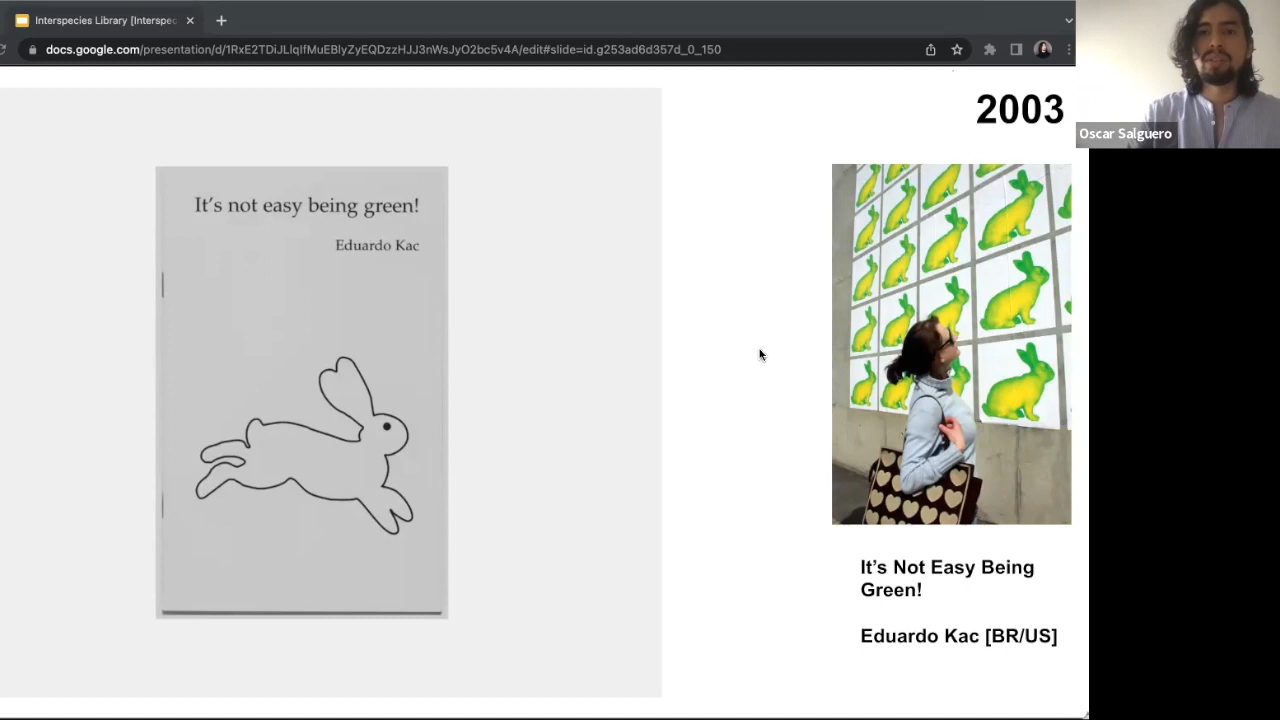 Interspecies Library [Interspec
docs.google.com/presentation/d/1RxE2TDiJLlqIfMuEBlyZyEQDzzHJJ3nWsJyO2bc5v4A/edit#slide=id.g253ad6d357d_0_150
Oscar Salguero
2003
It's not easy being green!
Eduardo Kac
It's Not Easy Being
Green!
Eduardo Kac [BR/US]